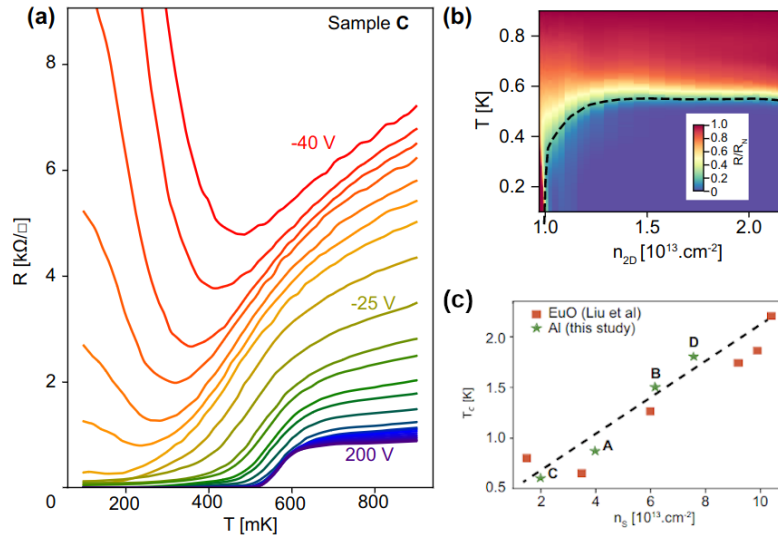 (a)
Sample C
8
6
4
2
0
R [kΩ/□]
-40 V
-25 V
200 V
200
400
600
800
T [mK]
(b)
0.8
0.6
0.4
0.2
T [K]
1.0
0.8
0.6
0.4
0.2
0
R/R_N
1.0
1.5
2.0
n_2D [10^13.cm^-2]
(c)
EuO (Liu et al)
Al (this study)
2.0
1.5
1.0
0.5
T_c [K]
D
B
A
C
2
4
6
8
10
n_S [10^13.cm^-2]